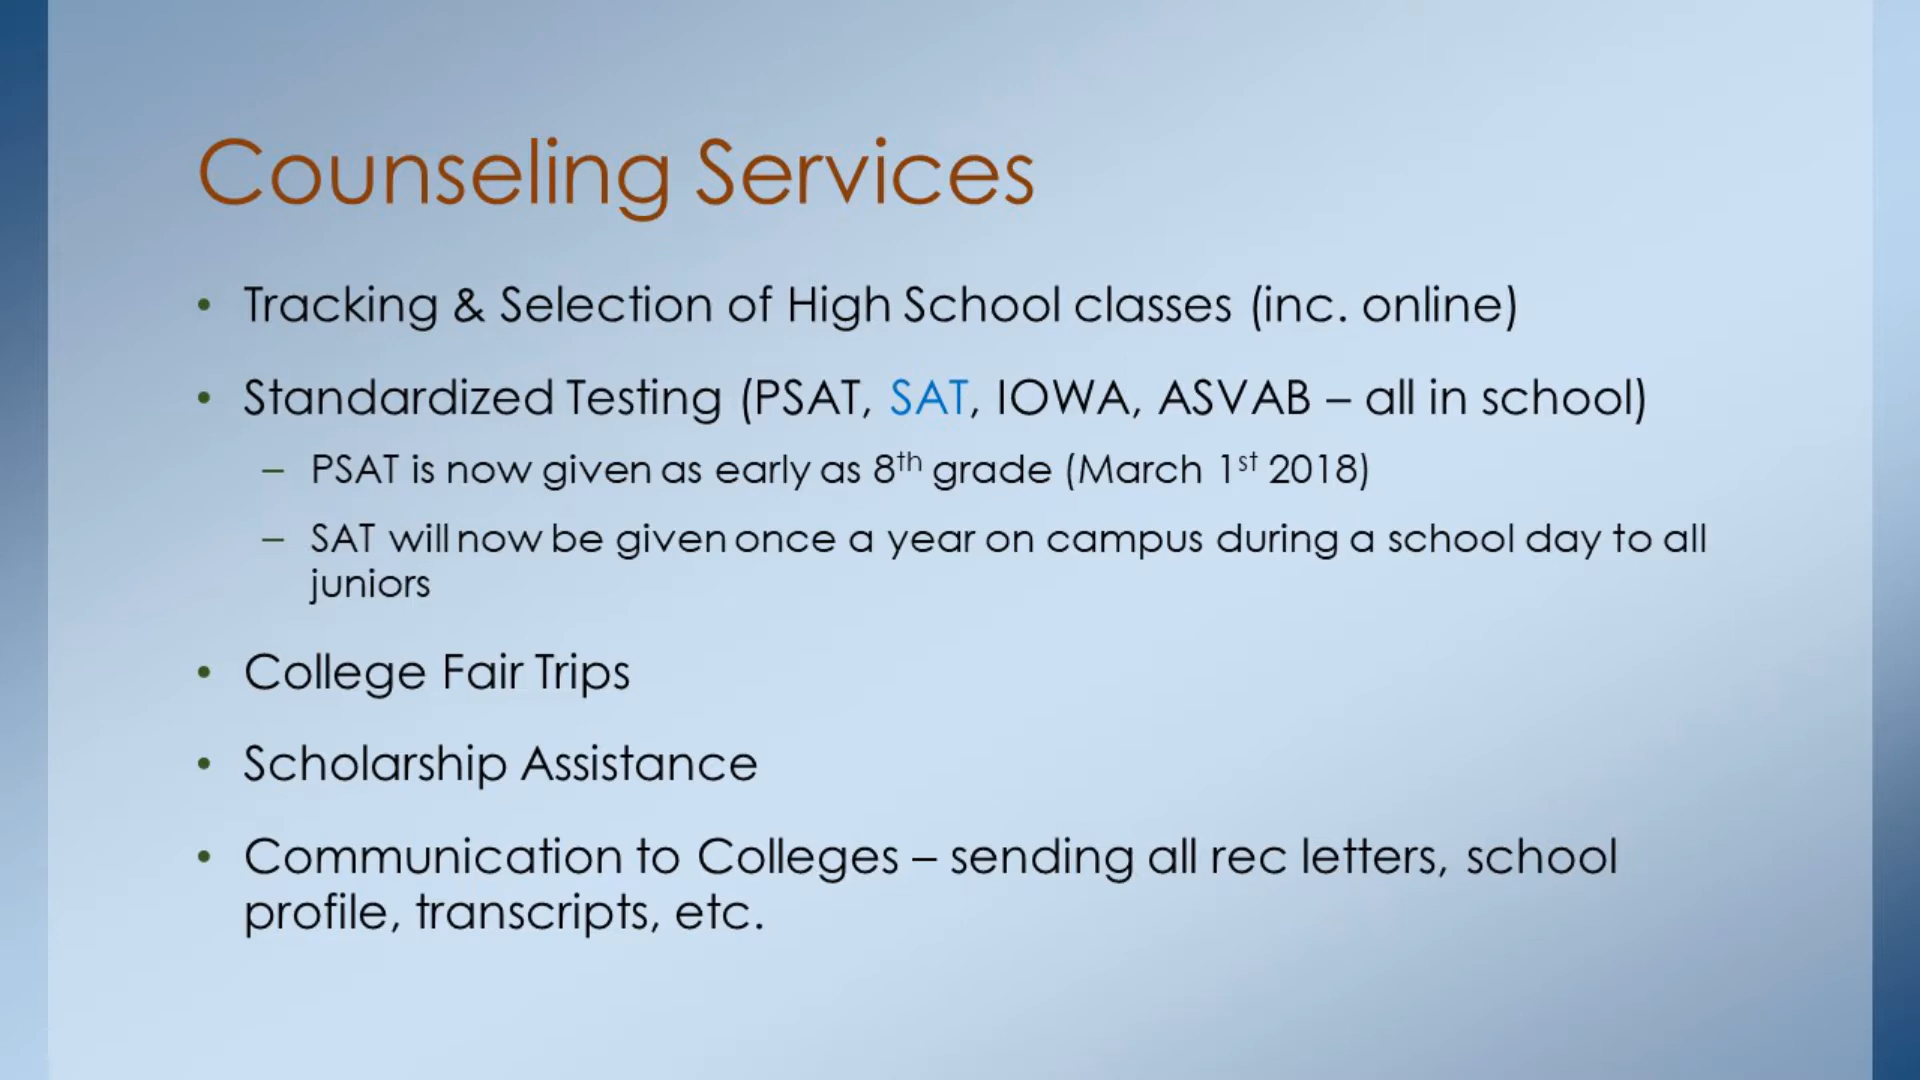 Counseling Services
• Tracking & Selection of High School classes (inc. online)
• Standardized Testing (PSAT, SAT, IOWA, ASVAB – all in school)
– PSAT is now given as early as 8th grade (March 1st 2018)
– SAT will now be given once a year on campus during a school day to all
juniors
• College Fair Trips
• Scholarship Assistance
• Communication to Colleges – sending all rec letters, school
profile, transcripts, etc.